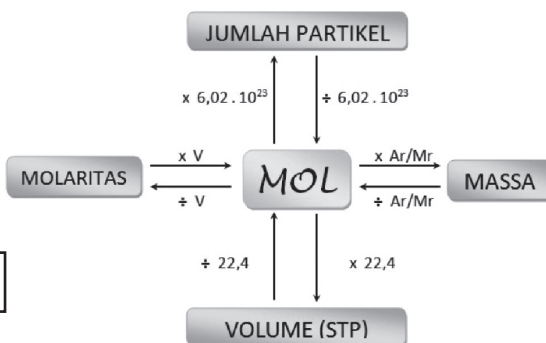 JUMLAH PARTIKEL
x 6,02 . 10²³
÷ 6,02 . 10²³
x V
x Ar/Mr
MOLARITAS
MOL
MASSA
÷ V
÷ Ar/Mr
÷ 22,4
x 22,4
VOLUME (STP)